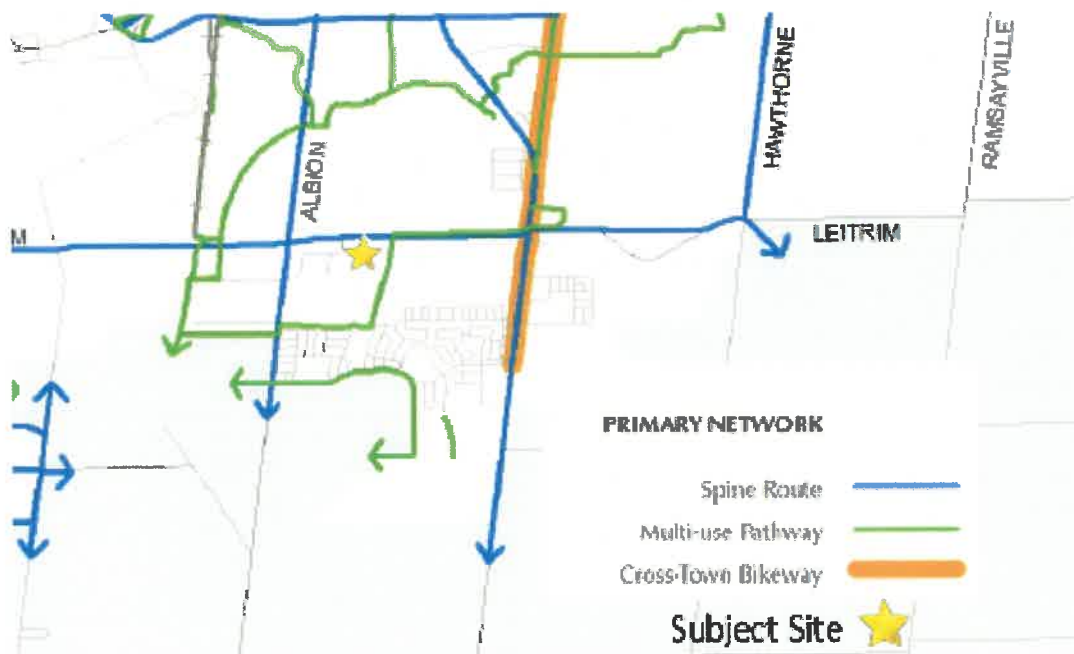 HAWTHORNE
RAMSAYVILLE
ALBION
M
LEITRIM
PRIMARY NETWORK
Spine Route
Multi-use Pathway
Cross-Town Bikeway
Subject Site